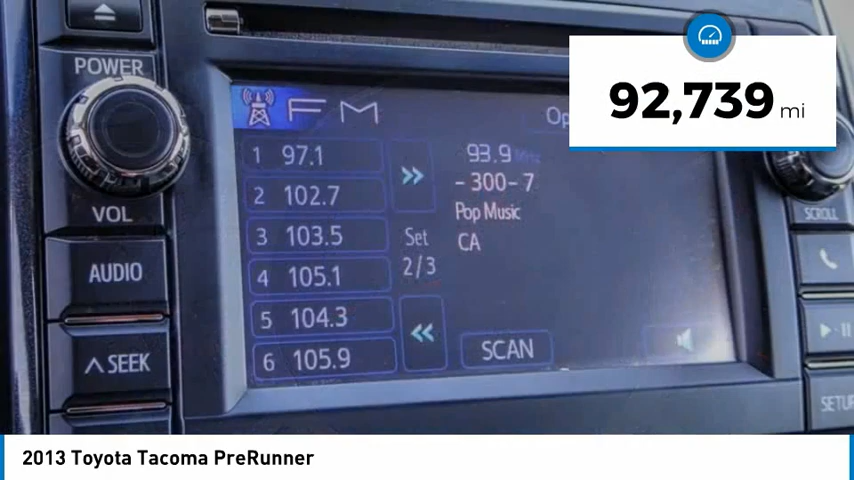 POWER
VOL
AUDIO
∧SEEK
FM
1 97.1
2 102.7
3 103.5
4 105.1
5 104.3
6 105.9
Set
2/3
93.9 MHz
-300-7
Pop Music
CA
SCAN
92,739 mi
SCROLL
2013 Toyota Tacoma PreRunner